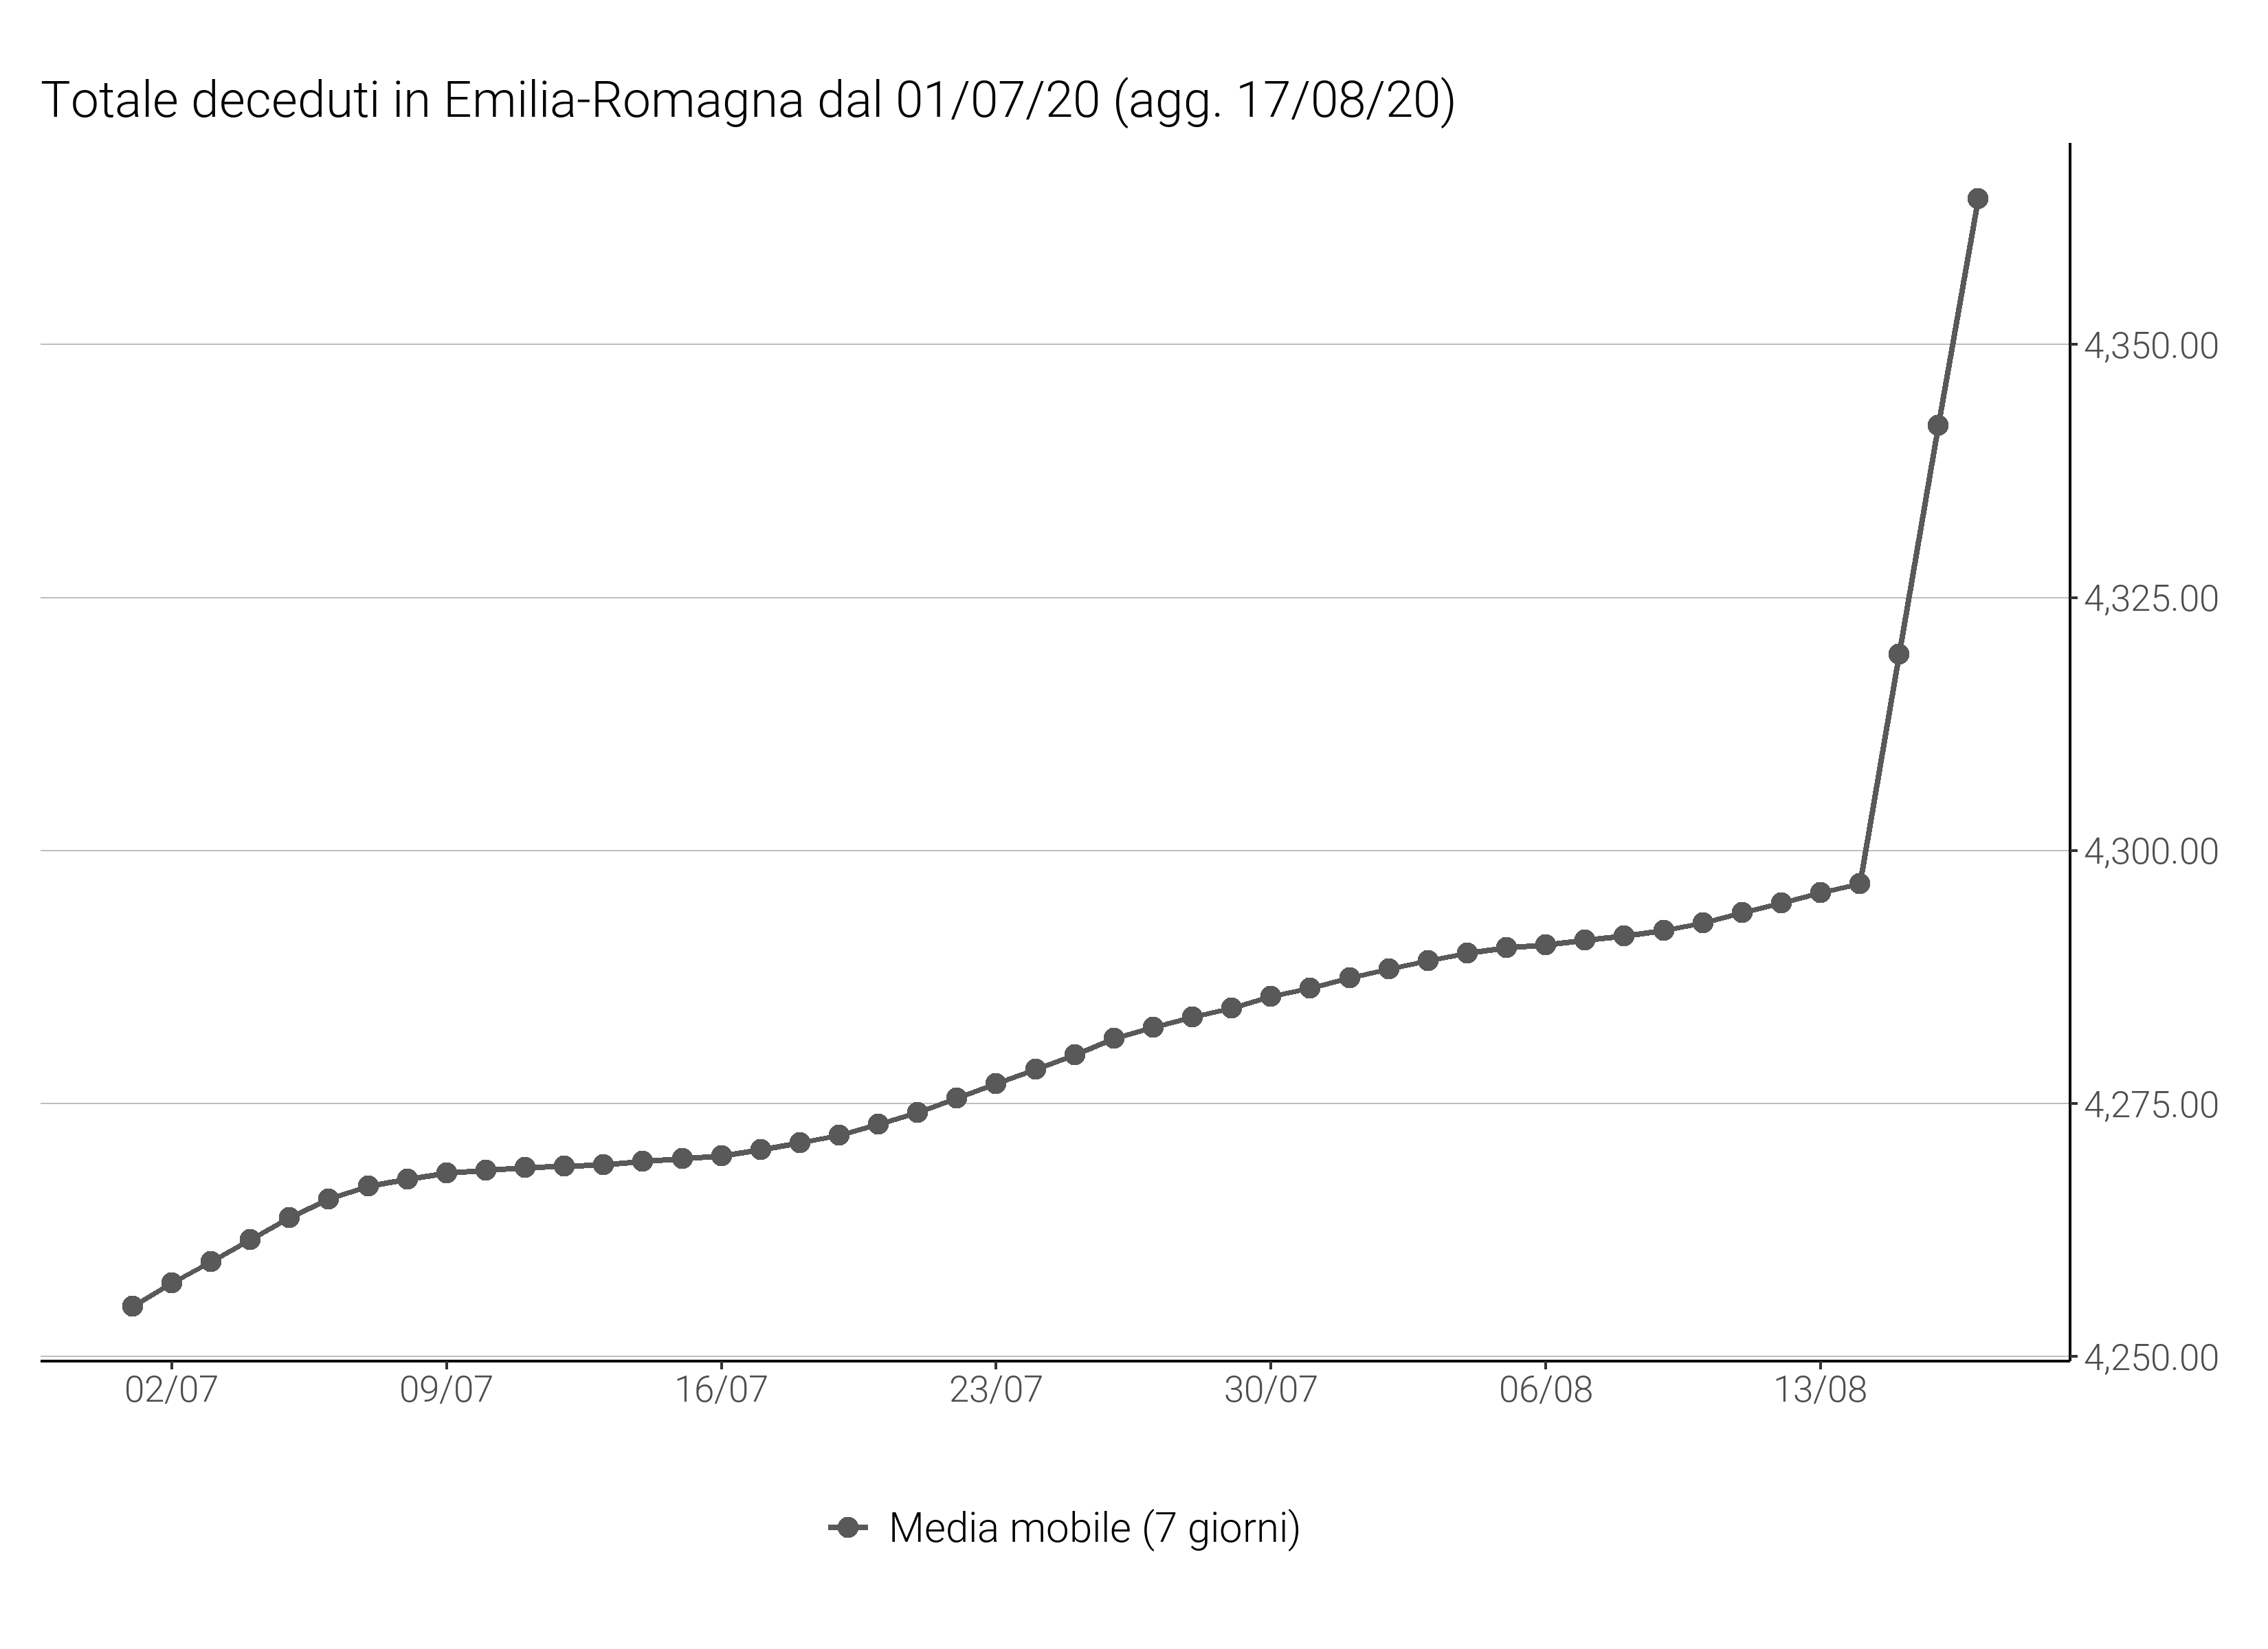 Totale deceduti in Emilia-Romagna dal 01/07/20 (agg. 17/08/20)
4,350.00
4,325.00
4,300.00
4,275.00
4,250.00
02/07 09/07 16/07 23/07 30/07 06/08 13/08
Media mobile (7 giorni)